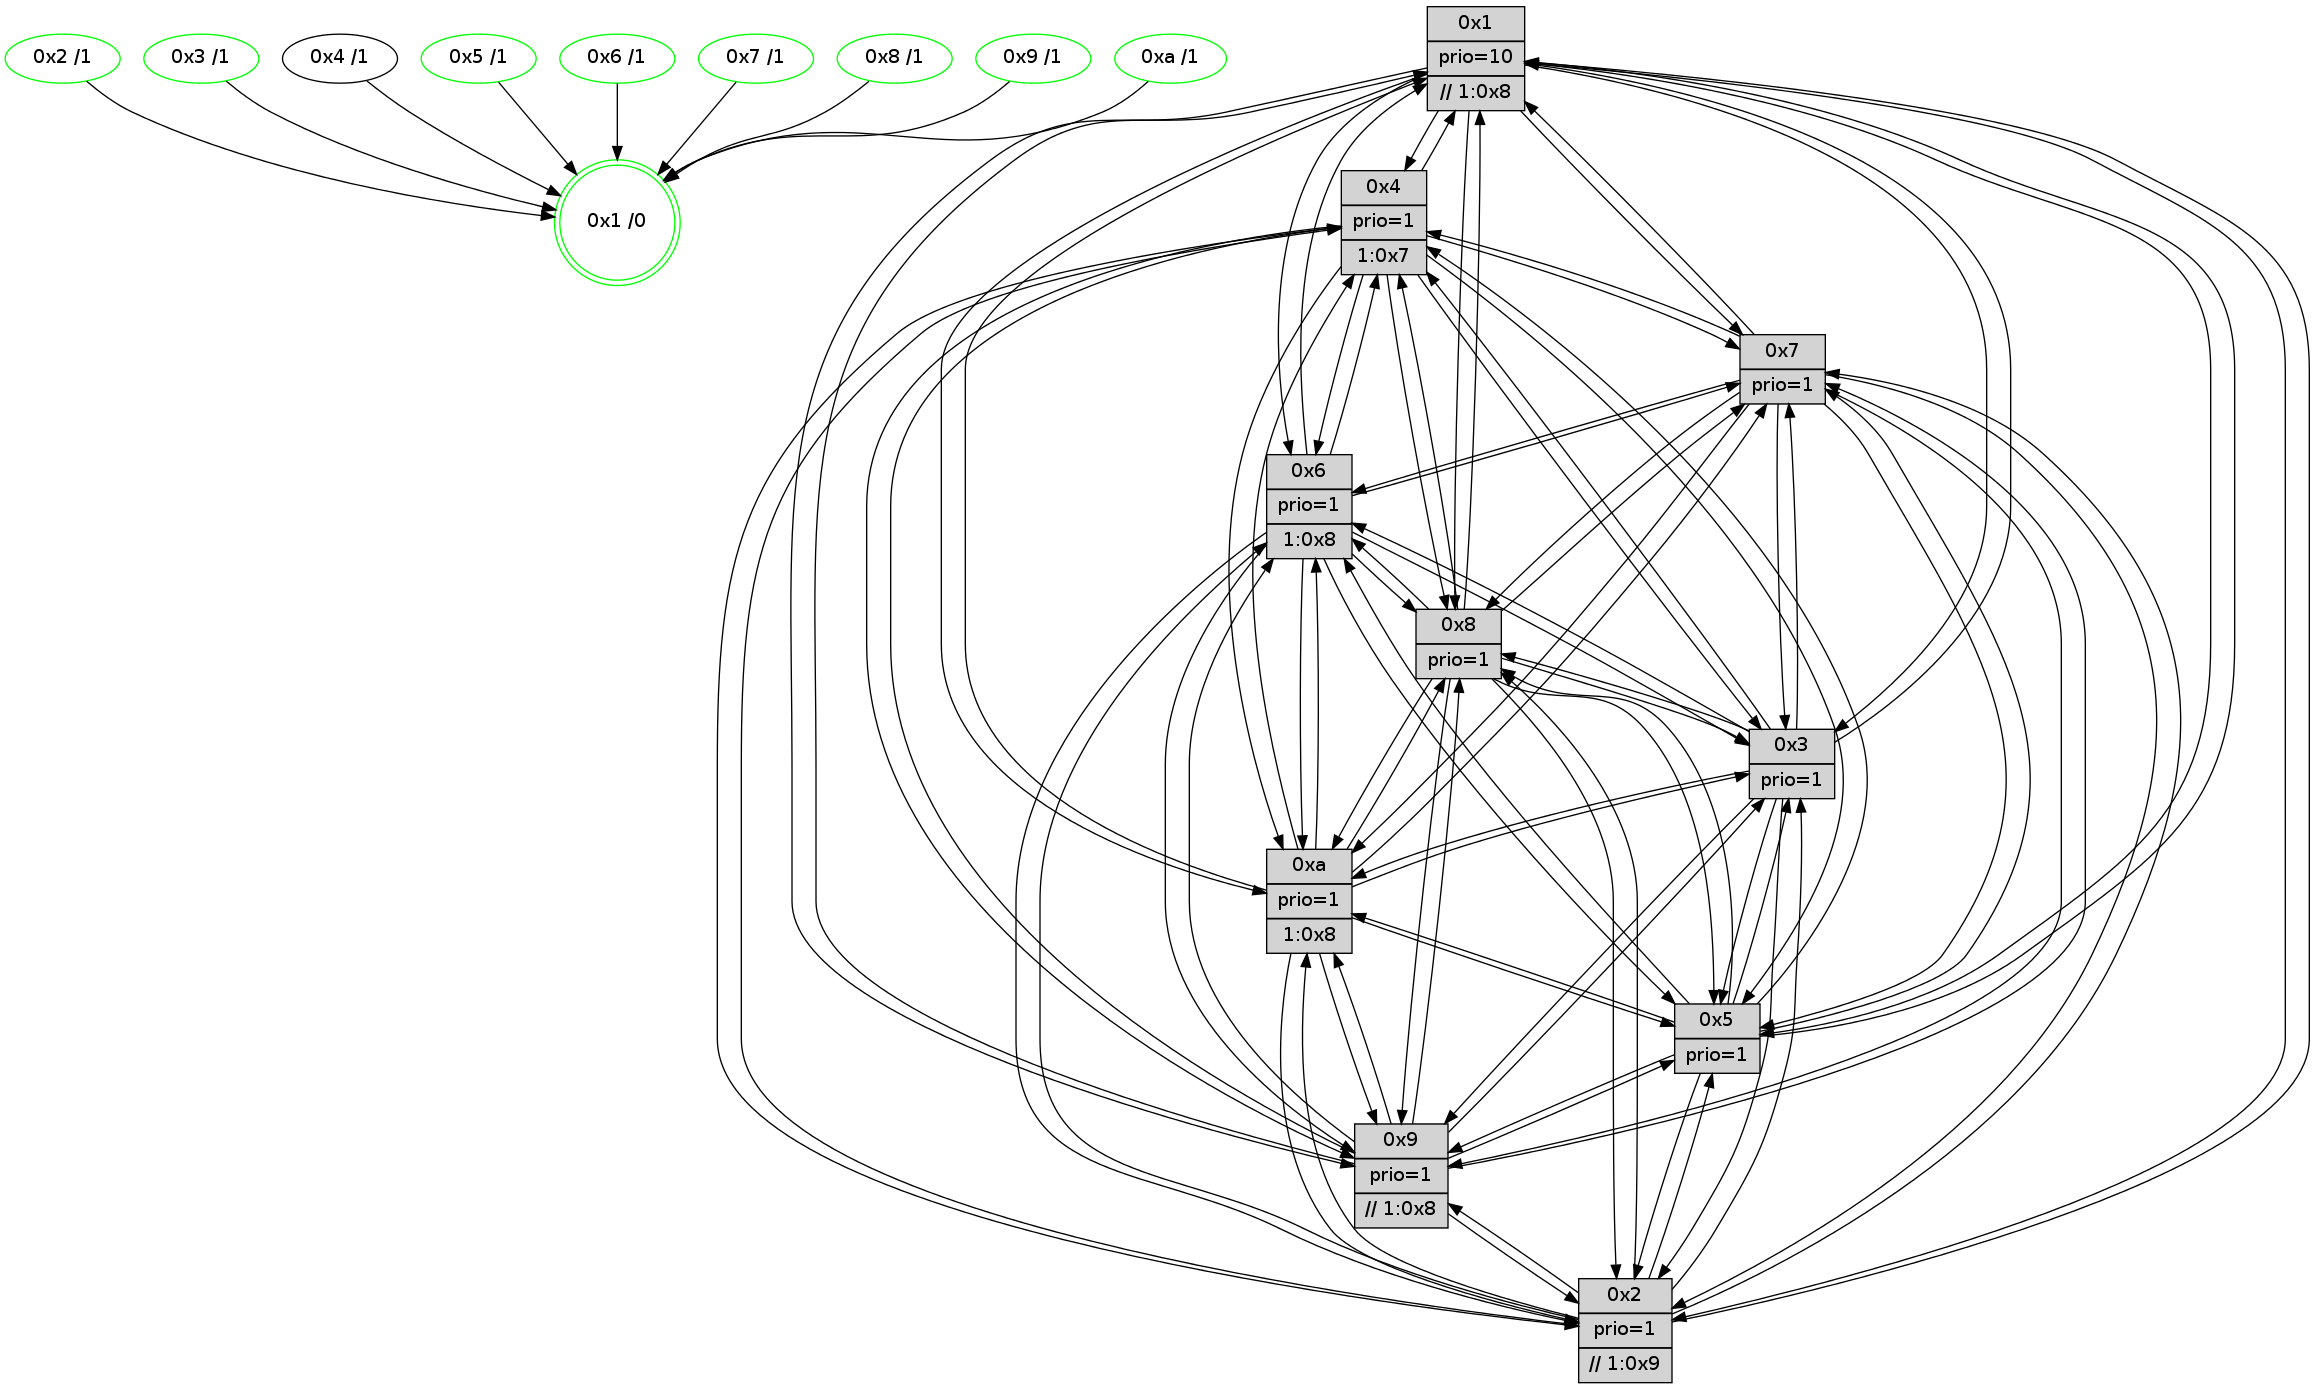 0x2 /1
0x3 /1
0x4 /1
0x5 /1
0x6 /1
0x7 /1
0x8 /1
0x9 /1
0xa /1
0x1 /0
0x1
prio=10
// 1:0x8
0x4
prio=1
1:0x7
0x7
prio=1
0x6
prio=1
1:0x8
0x8
prio=1
0x3
prio=1
0xa
prio=1
1:0x8
0x5
prio=1
0x9
prio=1
// 1:0x8
0x2
prio=1
// 1:0x9